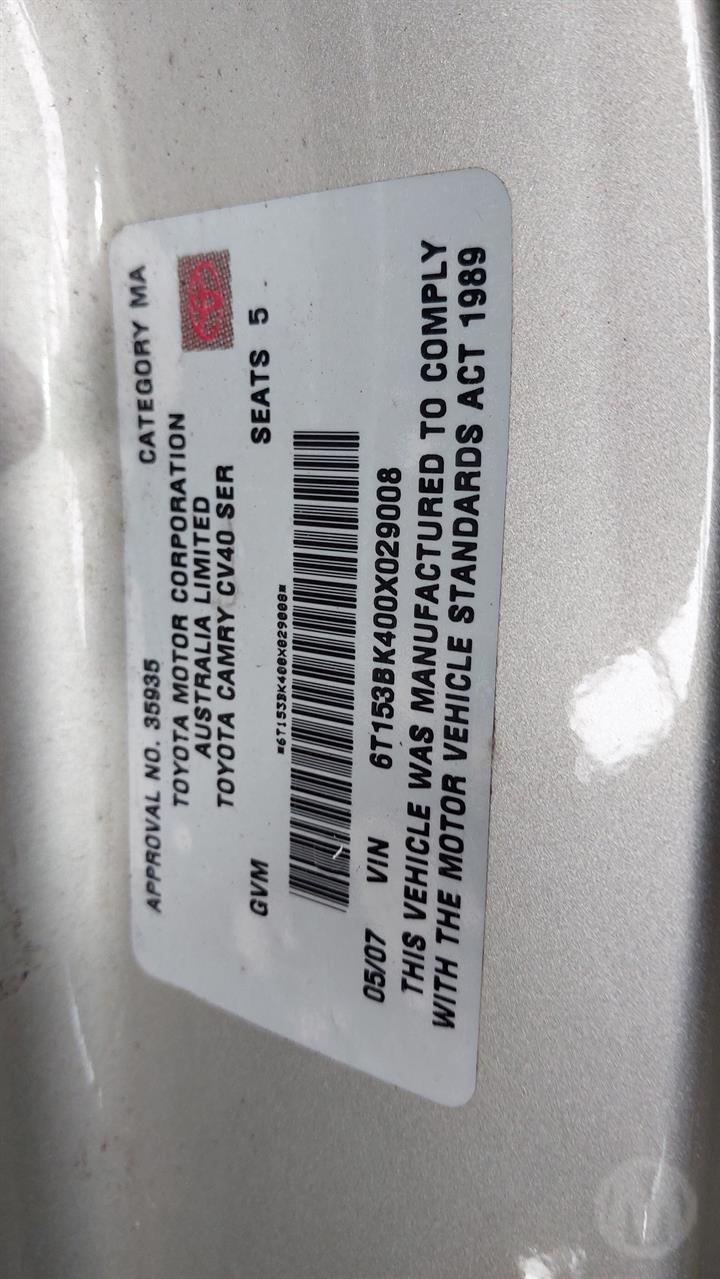 APPROVAL NO. 35935 CATEGORY MA
TOYOTA MOTOR CORPORATION
AUSTRALIA LIMITED
TOYOTA CAMRY CV40 SER
GVM SEATS 5
*6T153BK400X029008*
05/07 VIN 6T153BK400X029008
THIS VEHICLE WAS MANUFACTURED TO COMPLY
WITH THE MOTOR VEHICLE STANDARDS ACT 1989